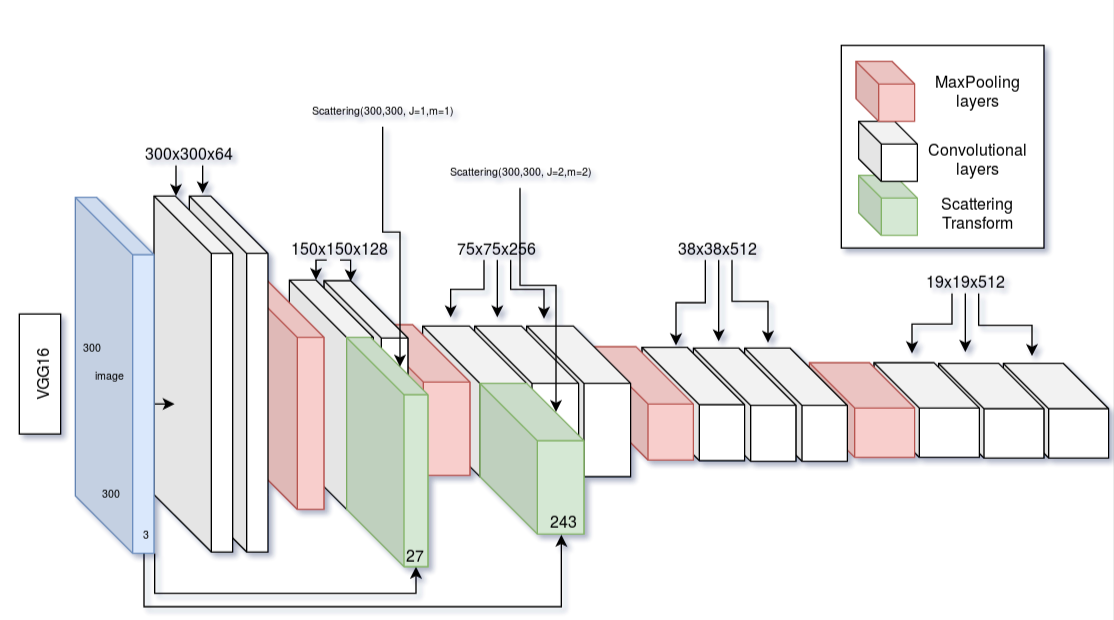 MaxPooling
layers
Convolutional
layers
Scattering
Transform
Scattering(300,300, J=1,m=1)
300x300x64
Scattering(300,300, J=2,m=2)
150x150x128
75x75x256
38x38x512
19x19x512
VGG16
300
image
300
3
27
243